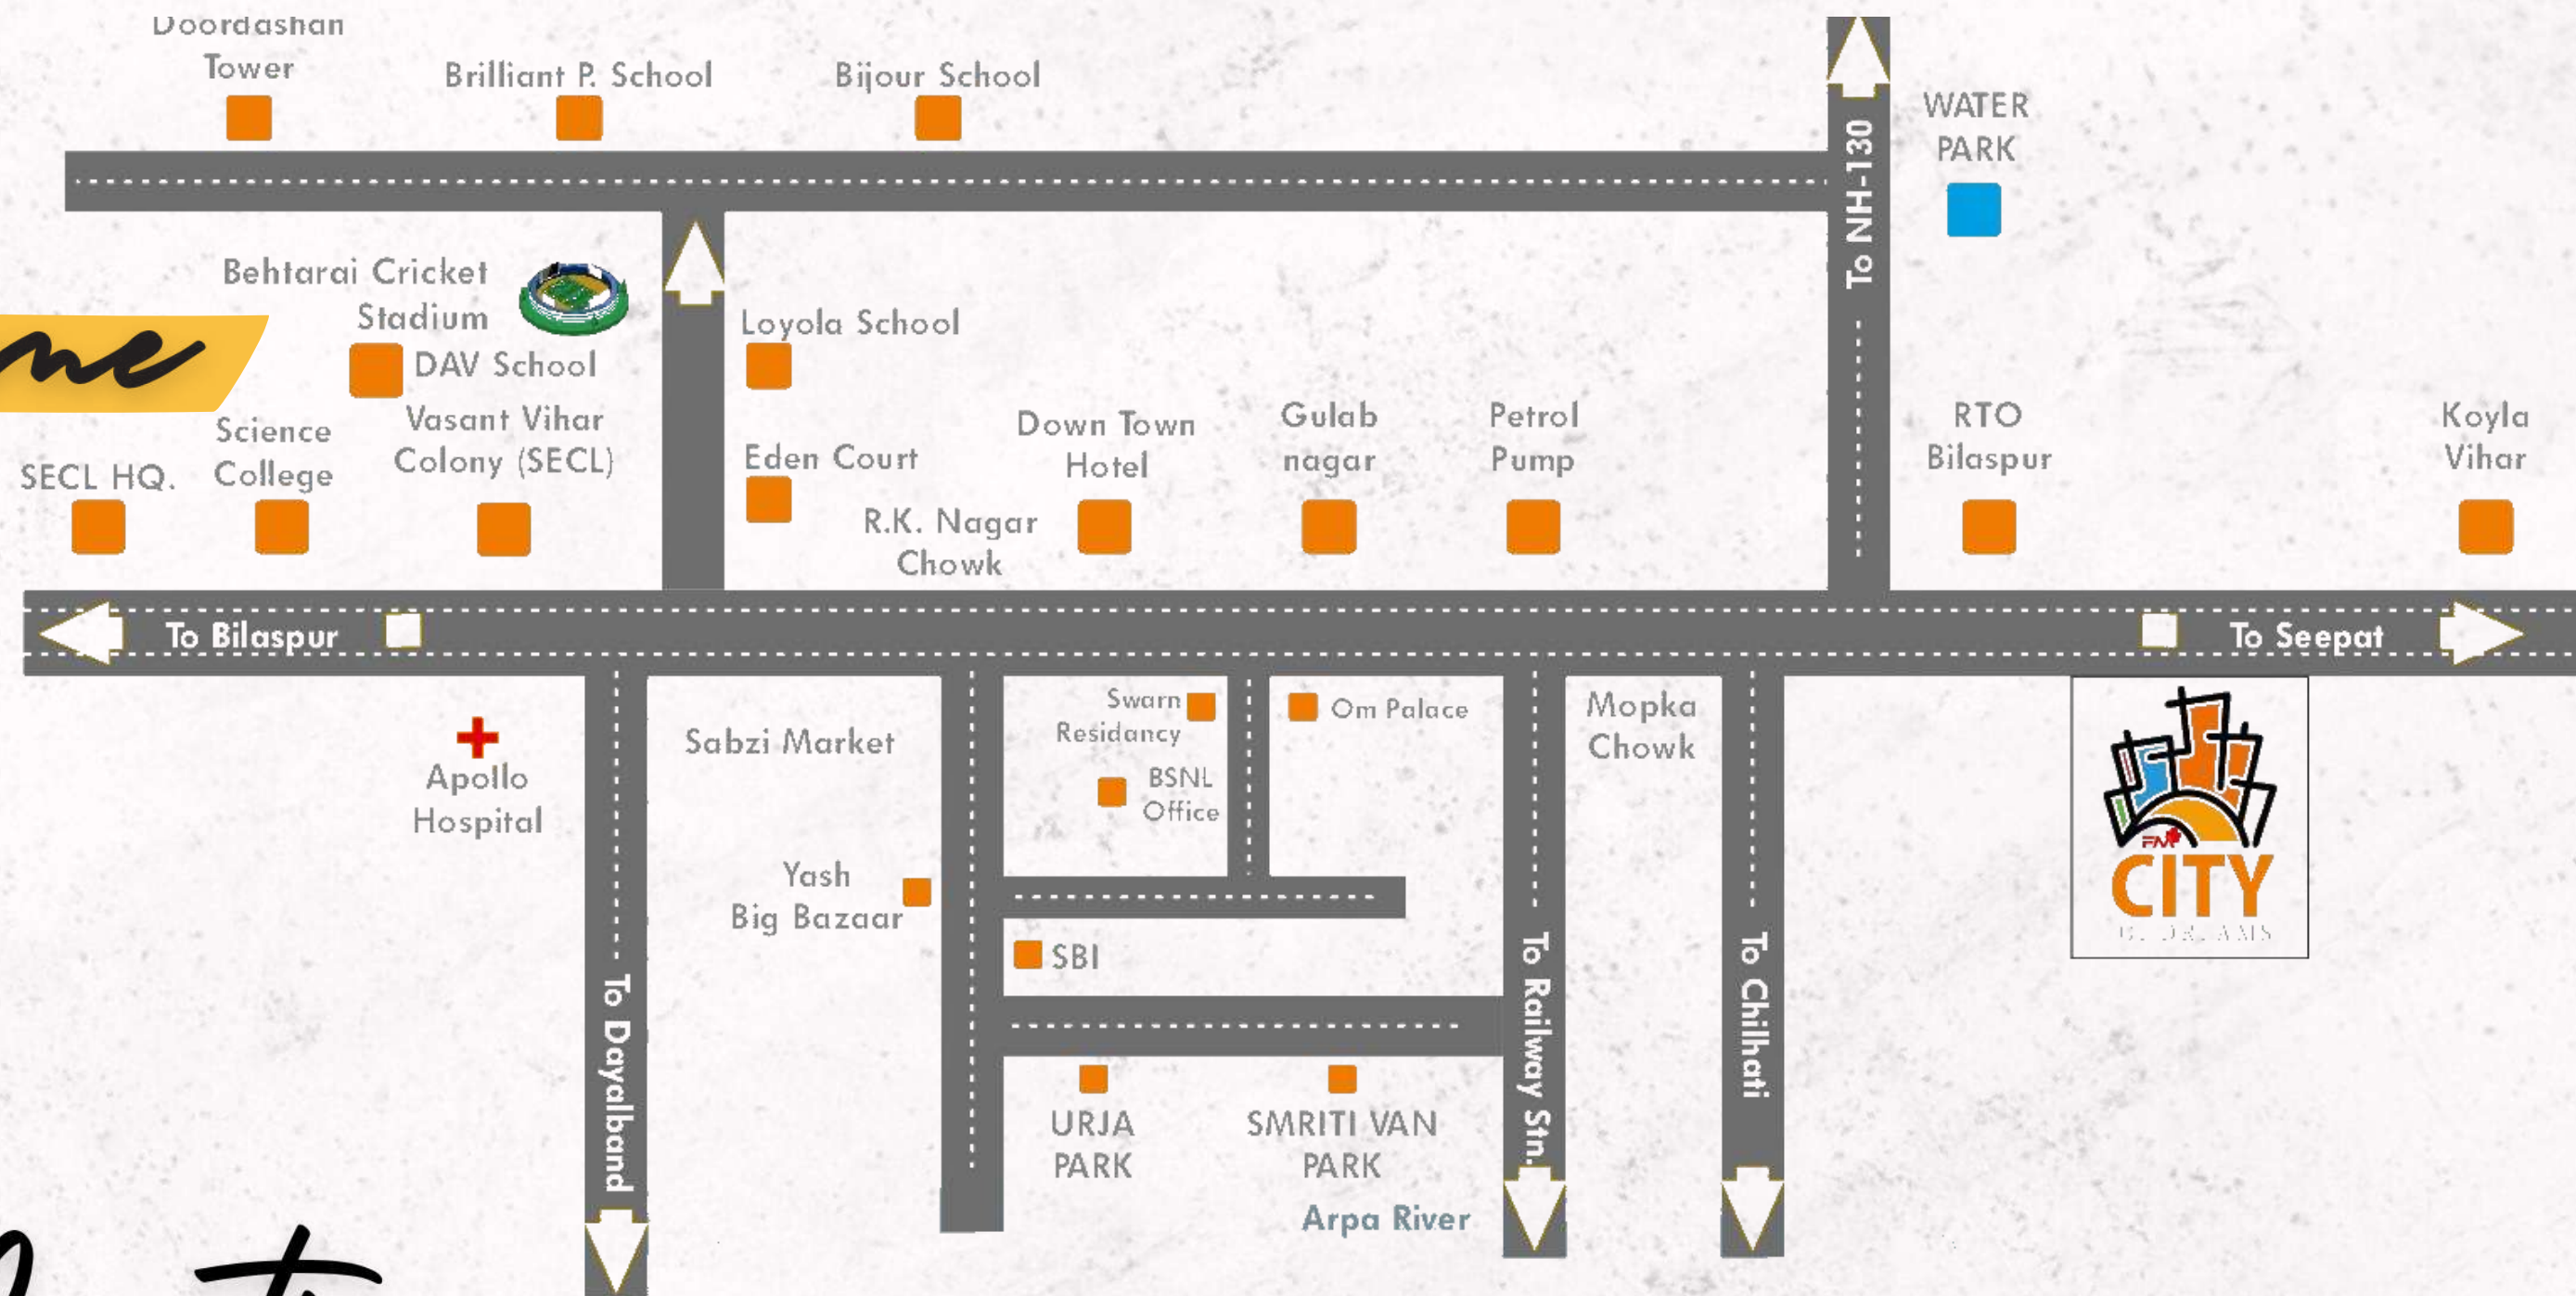 Doordashan
Tower
Brilliant P. School
Bijour School
WATER
PARK
To NH-130
Behtarai Cricket
Stadium
DAV School
Loyola School
Science
College
Vasant Vihar
Colony (SECL)
SECL HQ.
Eden Court
R.K. Nagar
Chowk
Down Town
Hotel
Gulab
nagar
Petrol
Pump
RTO
Bilaspur
Koyla
Vihar
To Bilaspur
To Seepat
Apollo
Hospital
Sabzi Market
Swarn
Residancy
BSNL
Office
Om Palace
Mopka
Chowk
Yash
Big Bazaar
SBI
To Dayalband
To Railway Stn.
To Chilhati
URJA
PARK
SMRITI VAN
PARK
Arpa River
CITY
OF DREAMS